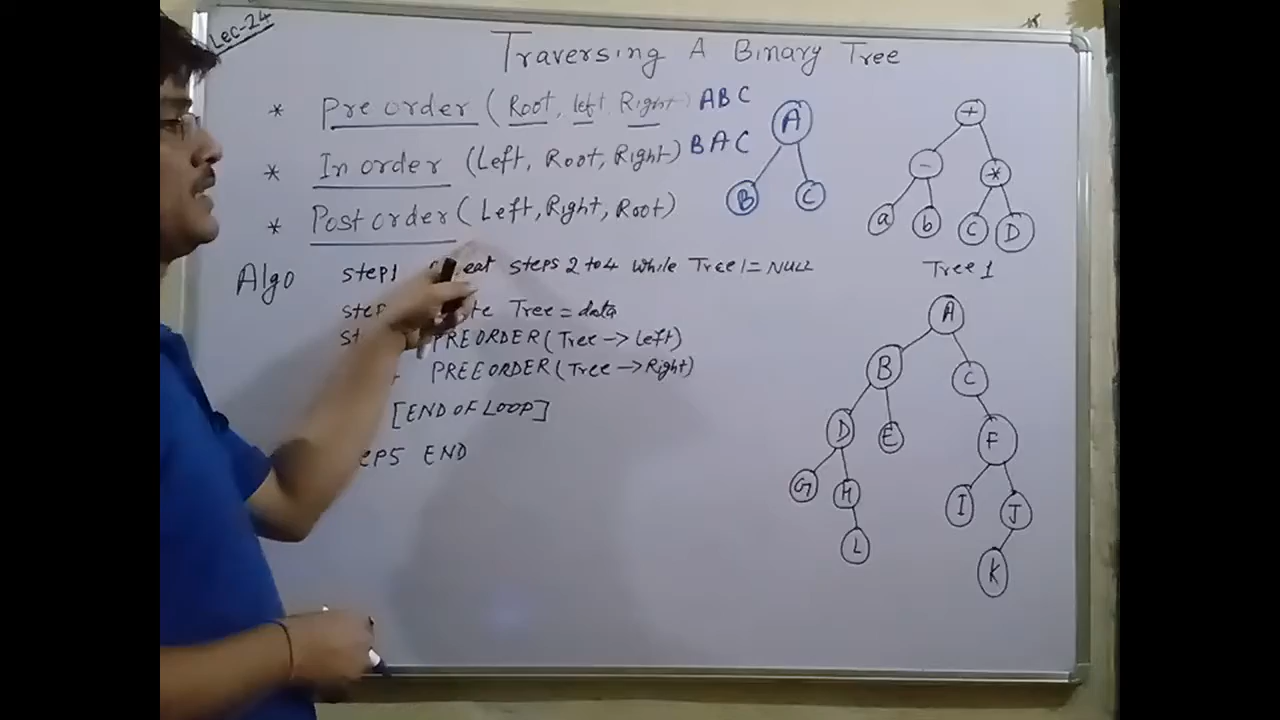 Lec-24
Traversing A Binary Tree
* Pre order (Root, left Right) ABC
* In order (Left, Root, Right) BAC
* Post order (Left, Right, Root)
A
B C
+
- *
a b C D
Tree 1
Algo step1 steps 2 to 4 while Tree != NULL
Tree = data
PREORDER (Tree -> Left)
PREEORDER (Tree -> Right)
[END OF LOOP]
END
A
B C
D E F
G H I J
L K